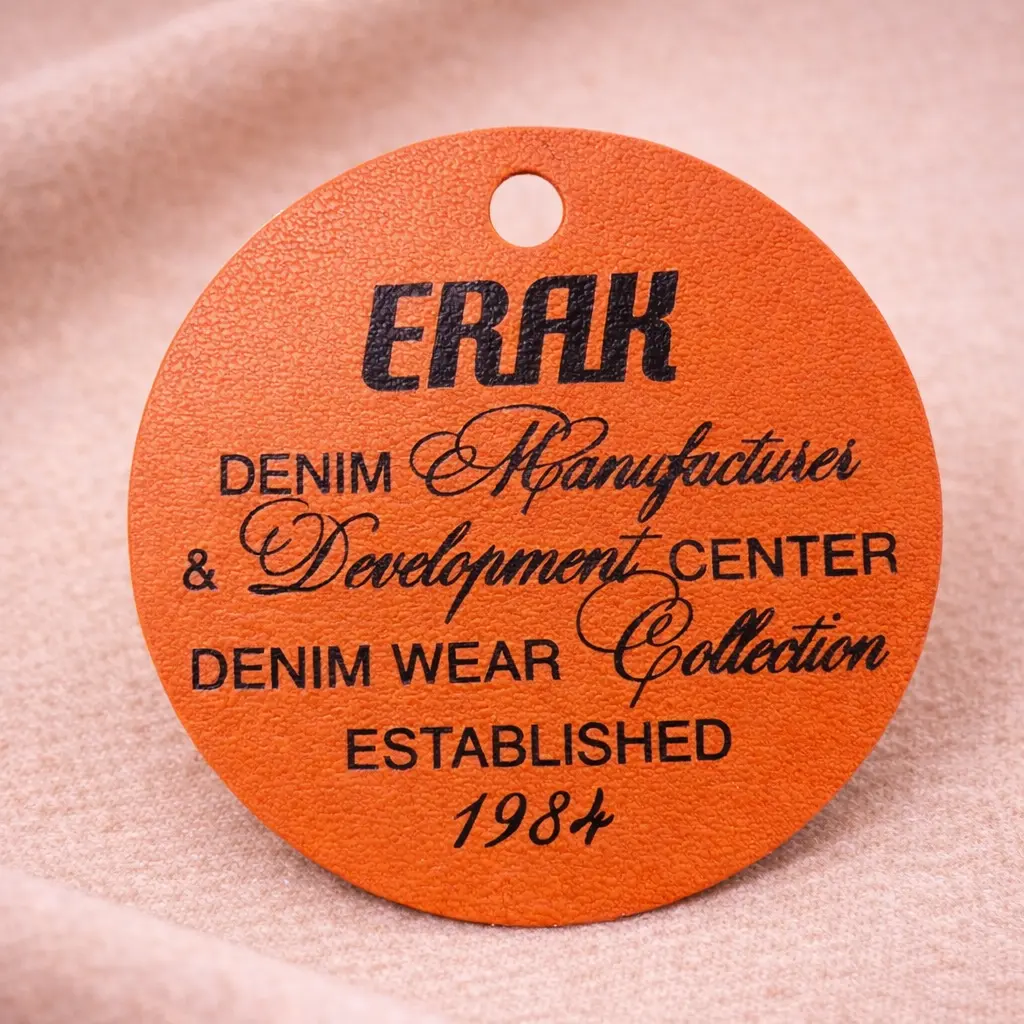 ERAK
DENIM Manufacturer
& Development CENTER
DENIM WEAR Collection
ESTABLISHED
1984